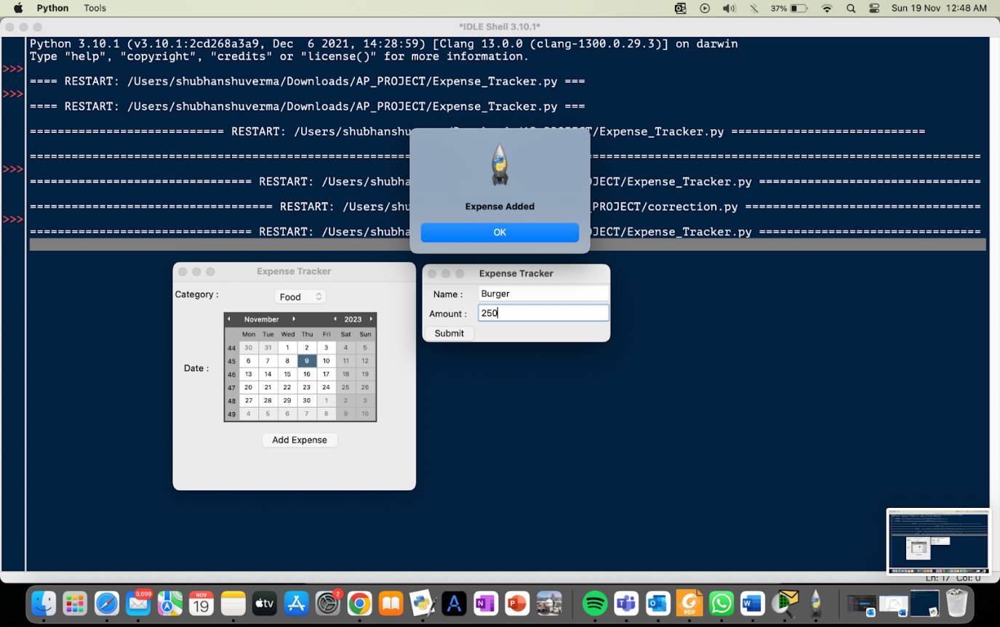 Python Tools 37% Sun 19 Nov 12:48 AM
*IDLE Shell 3.10.1*
Python 3.10.1 (v3.10.1:2cd268a3a9, Dec  6 2021, 14:28:59) [Clang 13.0.0 (clang-1300.0.29.3)] on darwin
Type "help", "copyright", "credits" or "license()" for more information.
>>>
==== RESTART: /Users/shubhanshuverma/Downloads/AP_PROJECT/Expense_Tracker.py ===
>>>
==== RESTART: /Users/shubhanshuverma/Downloads/AP_PROJECT/Expense_Tracker.py ===
============================ RESTART: /Users/shubhanshu /Expense_Tracker.py ============================
>>>
================================ RESTART: /Users/shub JECT/Expense_Tracker.py ================================
=================================== RESTART: /Users/shu PROJECT/correction.py ==================================
>>>
================================ RESTART: /Users/shub JECT/Expense_Tracker.py ================================
Expense Added
OK
Expense Tracker
Category :
Food
November 2023
Mon Tue Wed Thu Fri Sat Sun
44 30 31 1 2 3 4 5
45 6 7 8 9 10 11 12
46 13 14 15 16 17 18 19
47 20 21 22 23 24 25 26
48 27 28 29 30 1 2 3
49 4 5 6 7 8 9 10
Date :
Add Expense
Expense Tracker
Name : Burger
Amount : 250
Submit
Ln: 17 Col: 0
9,699
NOV
19
tv
2
PDF